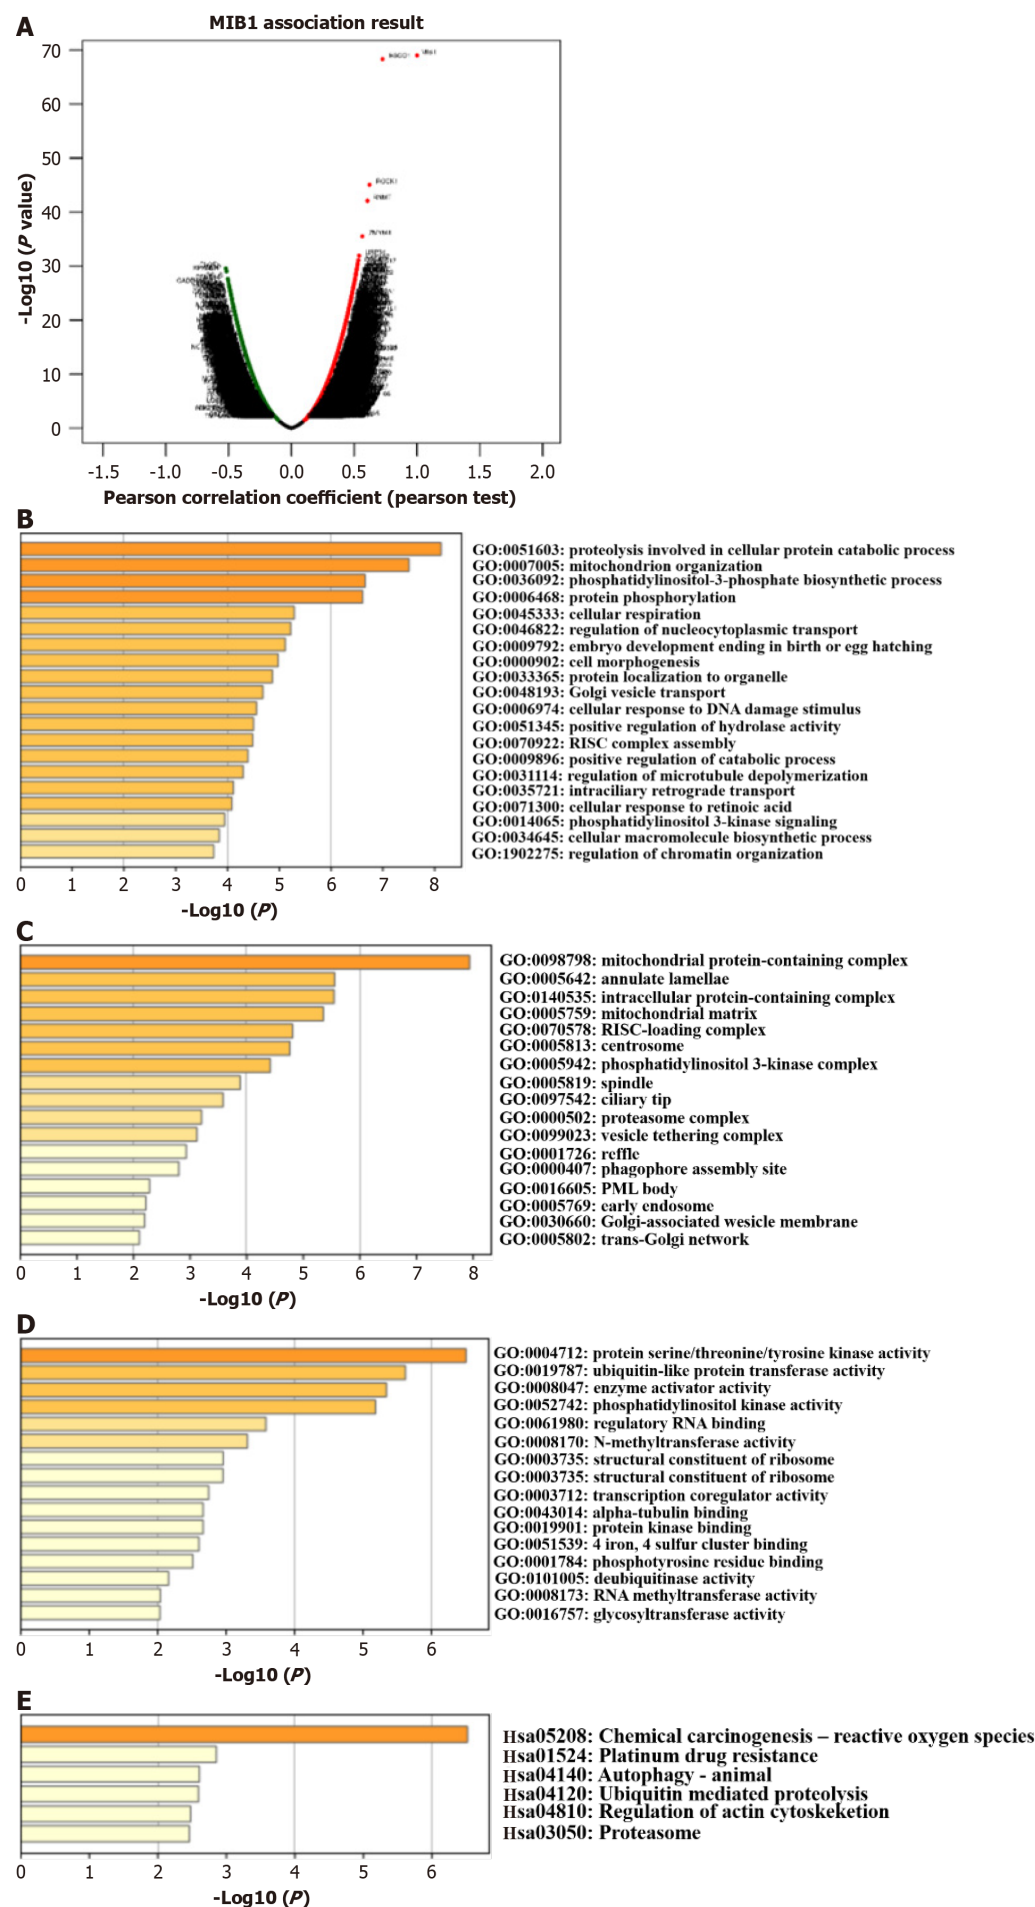 A
MIB1 association result
70
60
50
40
30
20
10
0
-Log10 (P value)
ROCK1
-1.5 -1.0 -0.5 0.0 0.5 1.0 1.5 2.0
Pearson correlation coefficient (pearson test)
B
GO:0051603: proteolysis involved in cellular protein catabolic process
GO:0007005: mitochondrion organization
GO:0036092: phosphatidylinositol-3-phosphate biosynthetic process
GO:0006468: protein phosphorylation
GO:0045333: cellular respiration
GO:0046822: regulation of nucleocytoplasmic transport
GO:0009792: embryo development ending in birth or egg hatching
GO:0000902: cell morphogenesis
GO:0033365: protein localization to organelle
GO:0048193: Golgi vesicle transport
GO:0006974: cellular response to DNA damage stimulus
GO:0051345: positive regulation of hydrolase activity
GO:0070922: RISC complex assembly
GO:0009896: positive regulation of catabolic process
GO:0031114: regulation of microtubule depolymerization
GO:0035721: intraciliary retrograde transport
GO:0071300: cellular response to retinoic acid
GO:0014065: phosphatidylinositol 3-kinase signaling
GO:0034645: cellular macromolecule biosynthetic process
GO:1902275: regulation of chromatin organization
0 1 2 3 4 5 6 7 8
-Log10 (P)
C
GO:0098798: mitochondrial protein-containing complex
GO:0005642: annulate lamellae
GO:0140535: intracellular protein-containing complex
GO:0005759: mitochondrial matrix
GO:0070578: RISC-loading complex
GO:0005813: centrosome
GO:0005942: phosphatidylinositol 3-kinase complex
GO:0005819: spindle
GO:0097542: ciliary tip
GO:0000502: proteasome complex
GO:0099023: vesicle tethering complex
GO:0001726: reffle
GO:0000407: phagophore assembly site
GO:0016605: PML body
GO:0005769: early endosome
GO:0030660: Golgi-associated wesicle membrane
GO:0005802: trans-Golgi network
0 1 2 3 4 5 6 7 8
-Log10 (P)
D
GO:0004712: protein serine/threonine/tyrosine kinase activity
GO:0019787: ubiquitin-like protein transferase activity
GO:0008047: enzyme activator activity
GO:0052742: phosphatidylinositol kinase activity
GO:0061980: regulatory RNA binding
GO:0008170: N-methyltransferase activity
GO:0003735: structural constituent of ribosome
GO:0003735: structural constituent of ribosome
GO:0003712: transcription coregulator activity
GO:0043014: alpha-tubulin binding
GO:0019901: protein kinase binding
GO:0051539: 4 iron, 4 sulfur cluster binding
GO:0001784: phosphotyrosine residue binding
GO:0101005: deubiquitinase activity
GO:0008173: RNA methyltransferase activity
GO:0016757: glycosyltransferase activity
0 1 2 3 4 5 6
-Log10 (P)
E
Hsa05208: Chemical carcinogenesis – reactive oxygen species
Hsa01524: Platinum drug resistance
Hsa04140: Autophagy - animal
Hsa04120: Ubiquitin mediated proteolysis
Hsa04810: Regulation of actin cytoskeketion
Hsa03050: Proteasome
0 1 2 3 4 5 6
-Log10 (P)